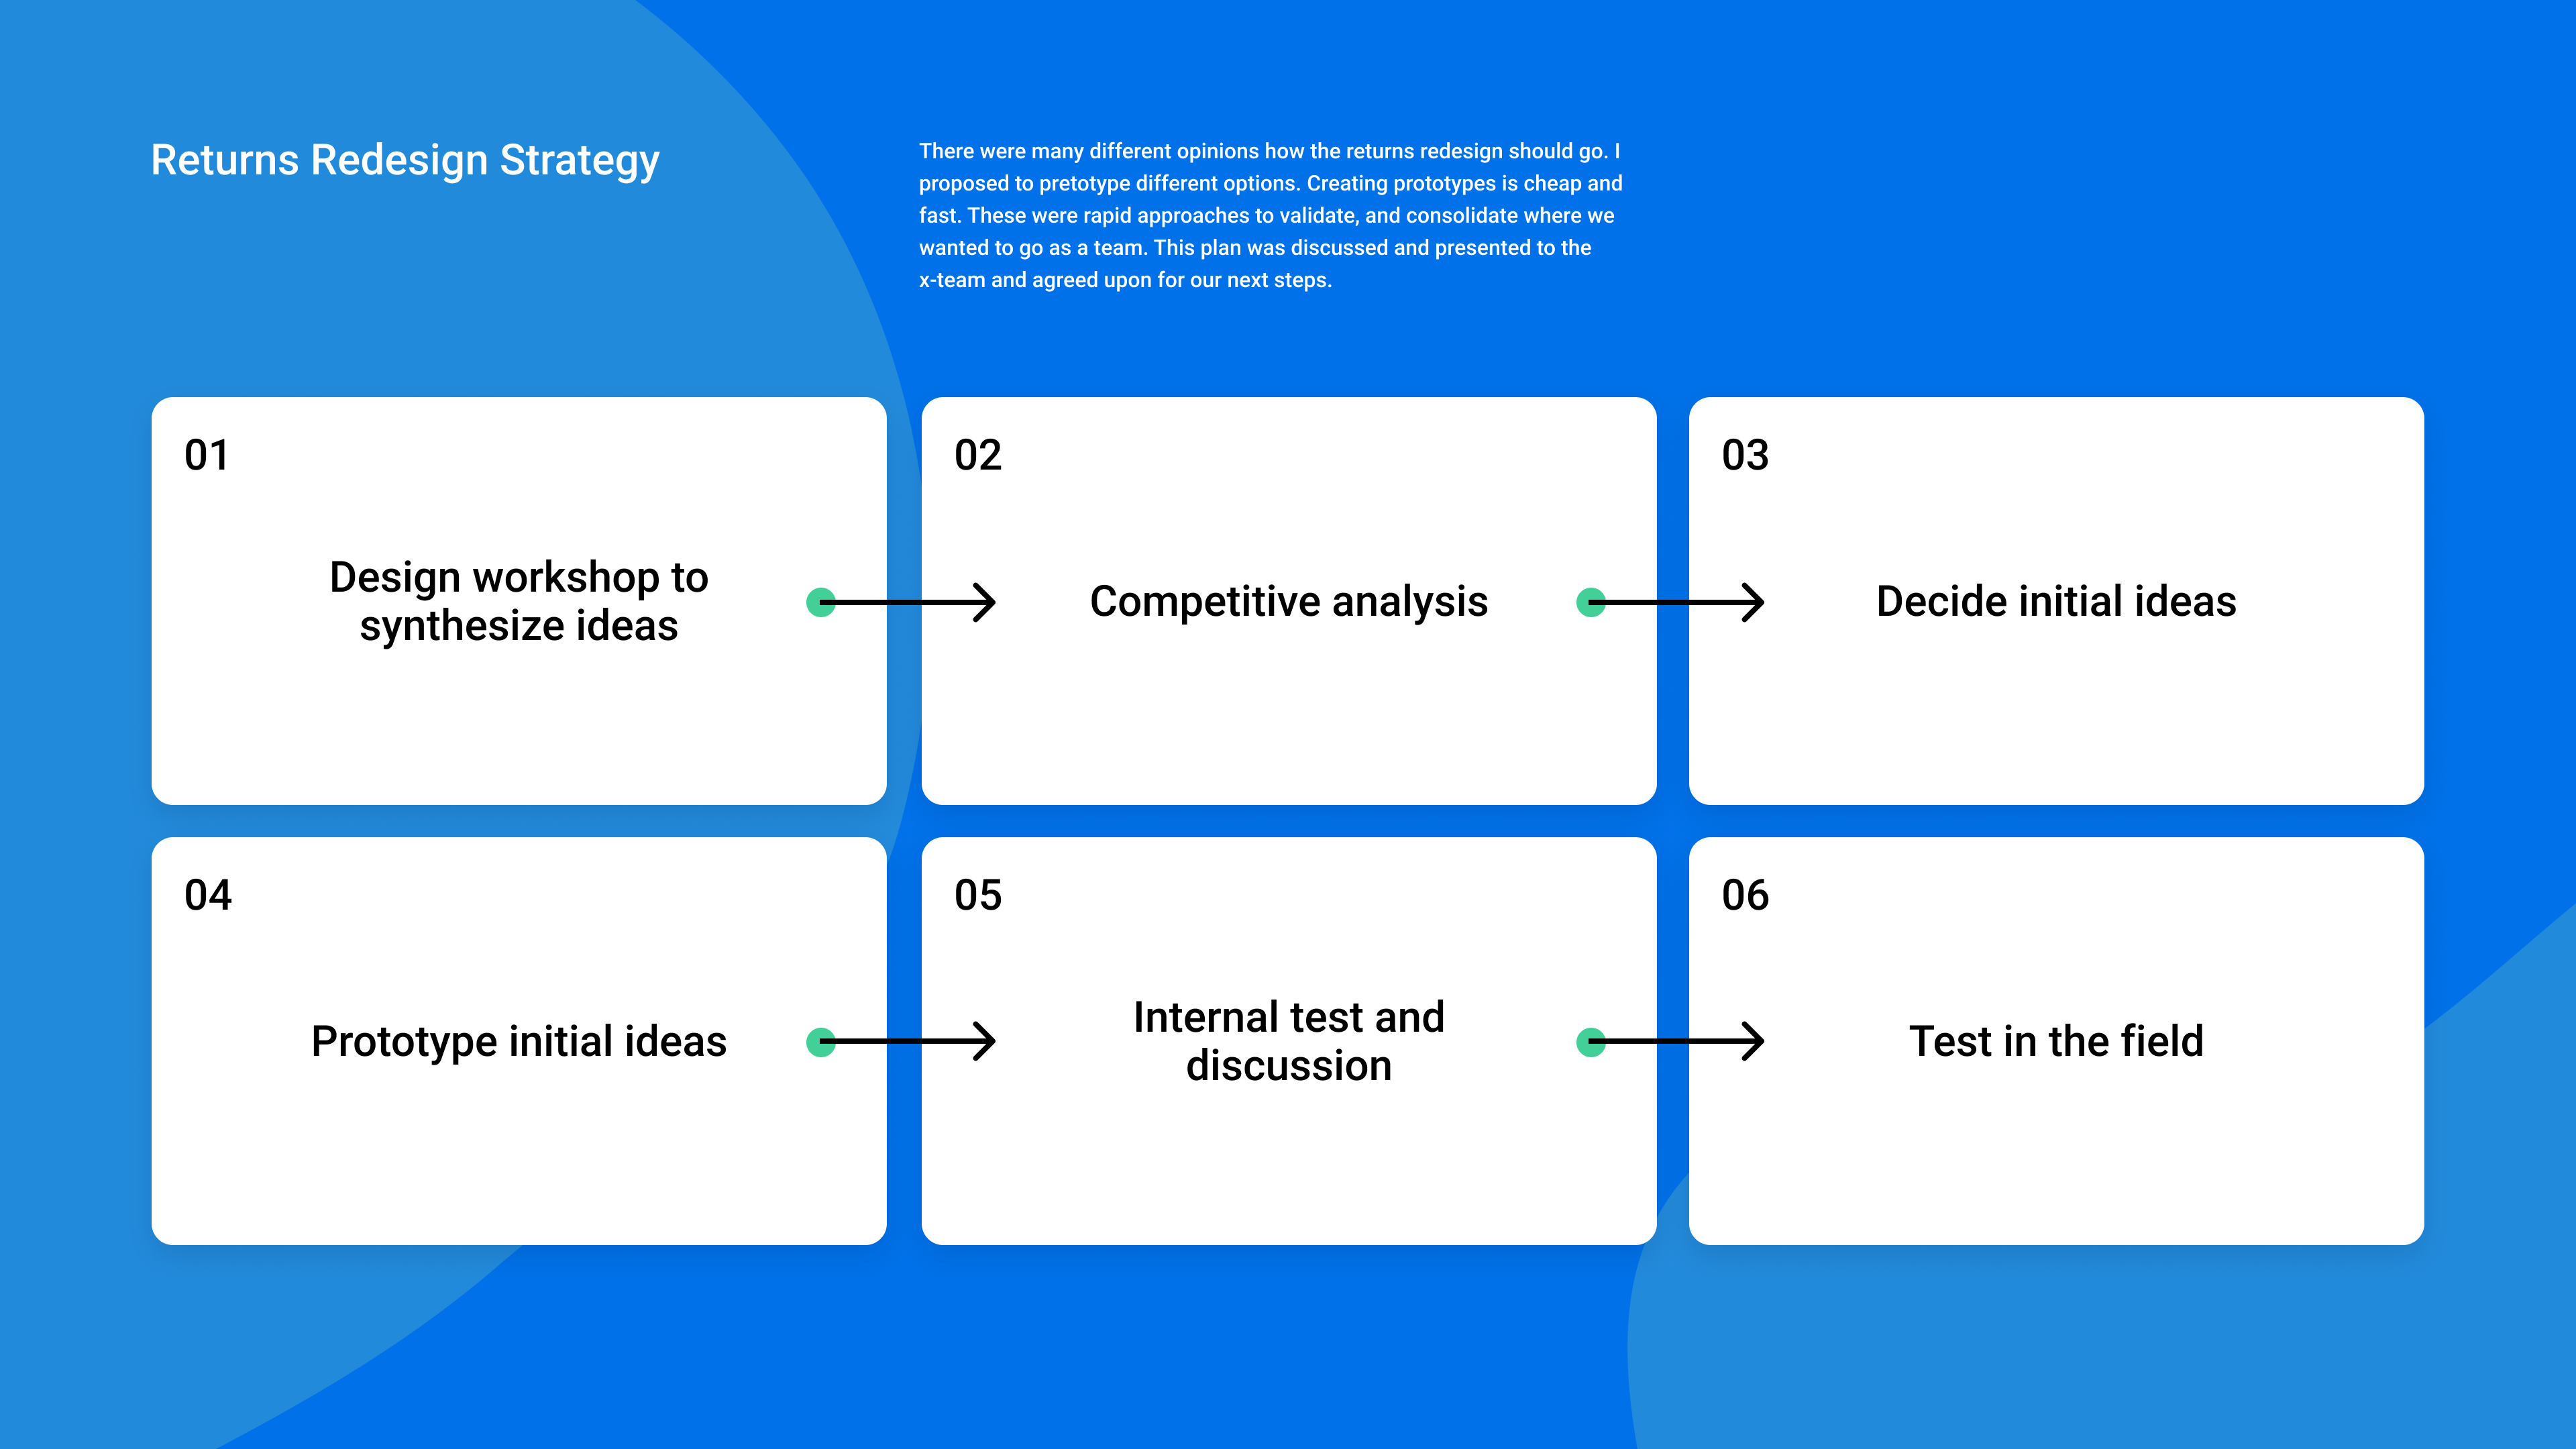 Returns Redesign Strategy
There were many different opinions how the returns redesign should go. I
proposed to pretotype different options. Creating prototypes is cheap and
fast. These were rapid approaches to validate, and consolidate where we
wanted to go as a team. This plan was discussed and presented to the
x-team and agreed upon for our next steps.
01
Design workshop to
synthesize ideas
02
Competitive analysis
03
Decide initial ideas
04
Prototype initial ideas
05
Internal test and
discussion
06
Test in the field